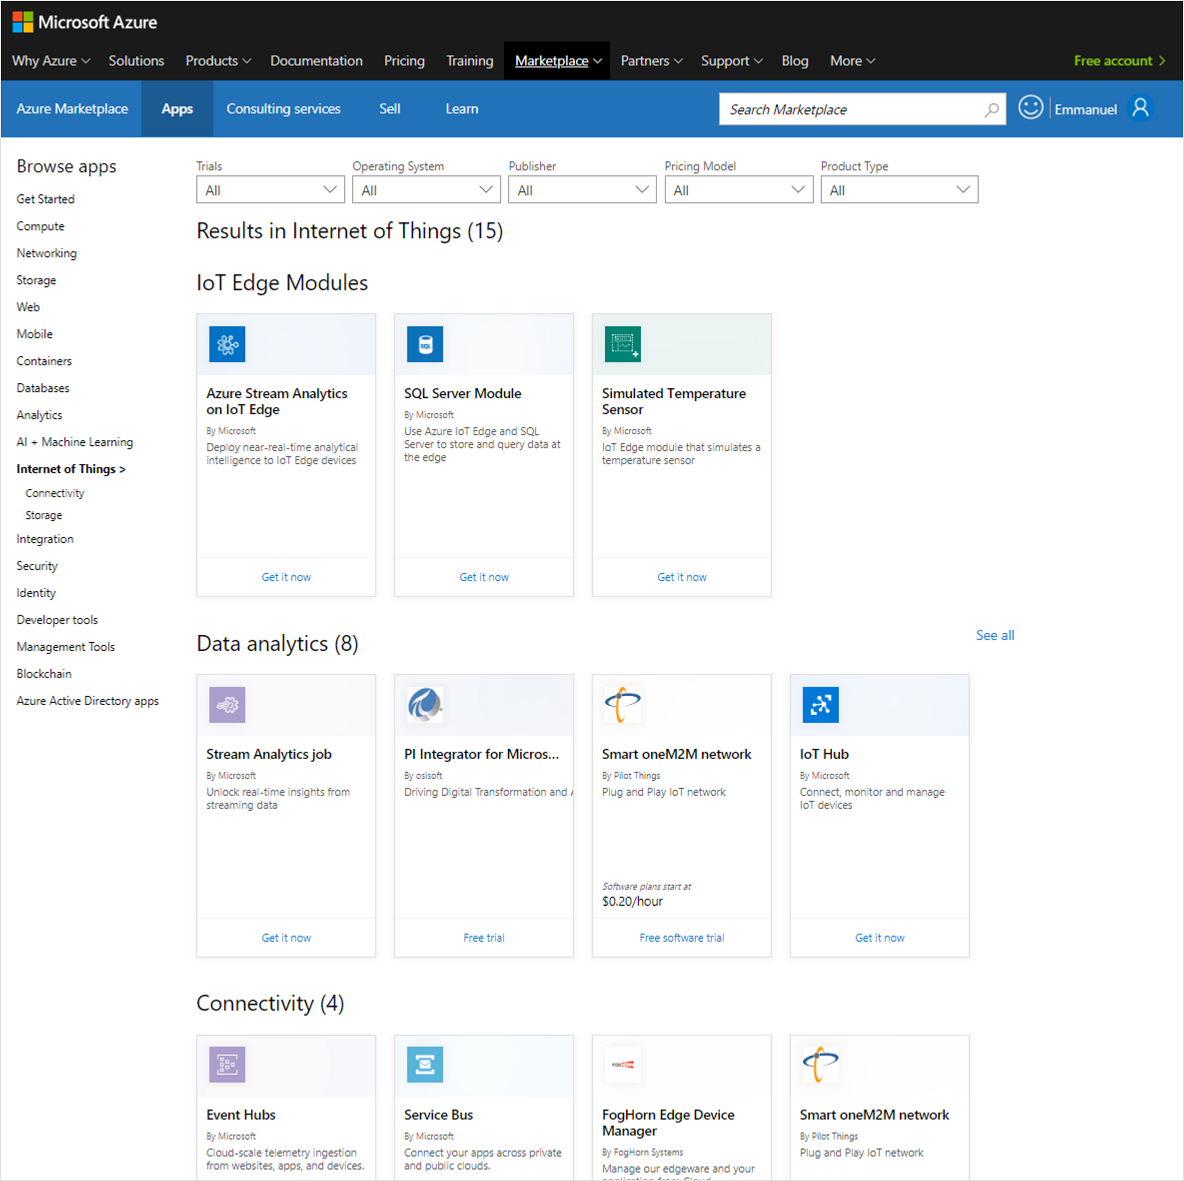 Microsoft Azure
Why Azure Solutions Products Documentation Pricing Training Marketplace Partners Support Blog More Free account >
Azure Marketplace Apps Consulting services Sell Learn Search Marketplace Emmanuel
Browse apps
Get Started
Compute
Networking
Storage
Web
Mobile
Containers
Databases
Analytics
AI + Machine Learning
Internet of Things >
Connectivity
Storage
Integration
Security
Identity
Developer tools
Management Tools
Blockchain
Azure Active Directory apps
Trials Operating System Publisher Pricing Model Product Type
All All All All All
Results in Internet of Things (15)
IoT Edge Modules
Azure Stream Analytics
on IoT Edge
By Microsoft
Deploy near-real-time analytical
intelligence to IoT Edge devices
Get it now
SQL
SQL Server Module
By Microsoft
Use Azure IoT Edge and SQL
Server to store and query data at
the edge
Get it now
Simulated Temperature
Sensor
By Microsoft
IoT Edge module that simulates a
temperature sensor
Get it now
Data analytics (8)
See all
Stream Analytics job
By Microsoft
Unlock real-time insights from
streaming data
Get it now
PI Integrator for Micros...
By osisoft
Driving Digital Transformation and
Free trial
Smart oneM2M network
By Pilot Things
Plug and Play IoT network
Software plans start at
$0.20/hour
Free software trial
IoT Hub
By Microsoft
Connect, monitor and manage
IoT devices
Get it now
Connectivity (4)
Event Hubs
By Microsoft
Cloud-scale telemetry ingestion
from websites, apps, and devices.
Service Bus
By Microsoft
Connect your apps across private
and public clouds.
FogHorn Edge Device
Manager
By FogHorn Systems
Manage our edgeware and your
application from Cloud
Smart oneM2M network
By Pilot Things
Plug and Play IoT network